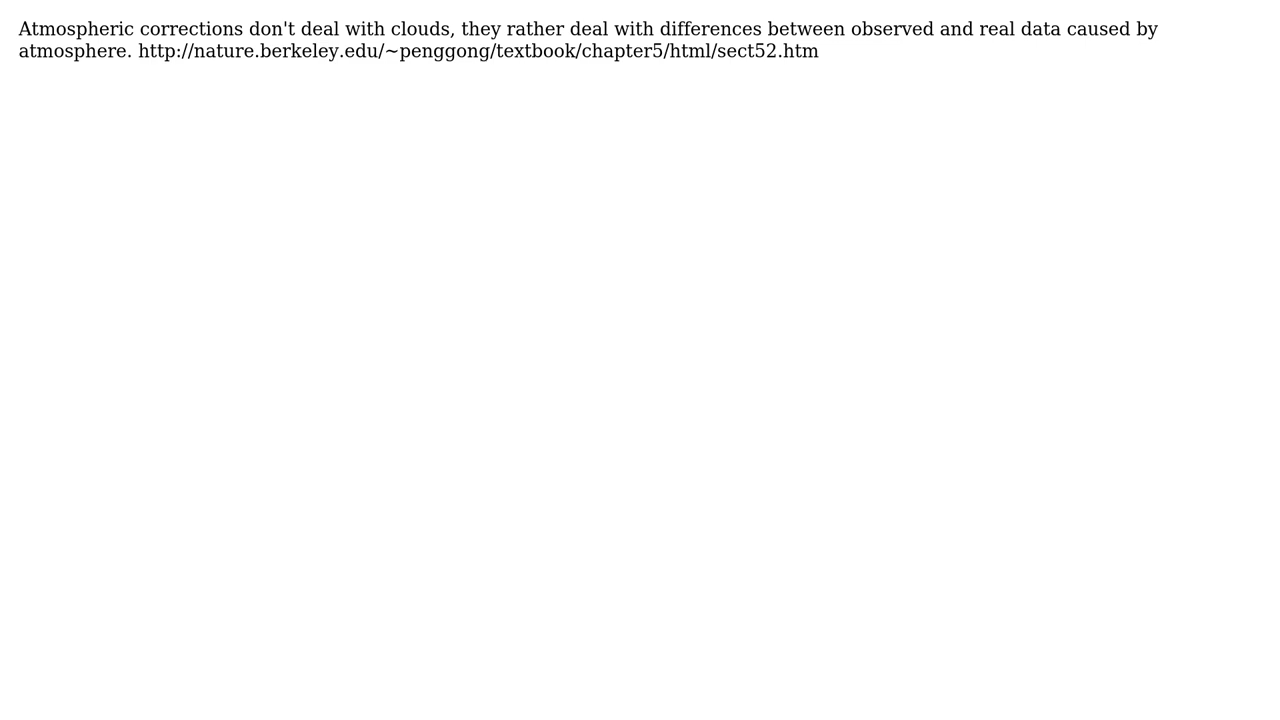 Atmospheric corrections don't deal with clouds, they rather deal with differences between observed and real data caused by
atmosphere. http://nature.berkeley.edu/~penggong/textbook/chapter5/html/sect52.htm